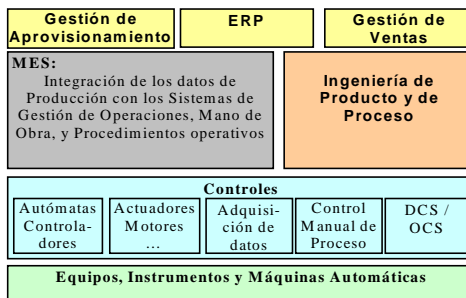 Gestión de
Aprovisionamiento
ERP
Gestión de
Ventas
MES:
Integración de los datos de
Producción con los Sistemas de
Gestión de Operaciones, Mano de
Obra, y Procedimientos operativos
Ingeniería de
Producto y de
Proceso
Controles
Autómatas
Controla-
dores
Actuadores
Motores
...
Adquisi-
ción de
datos
Control
Manual de
Proceso
DCS /
OCS
Equipos, Instrumentos y Máquinas Automáticas